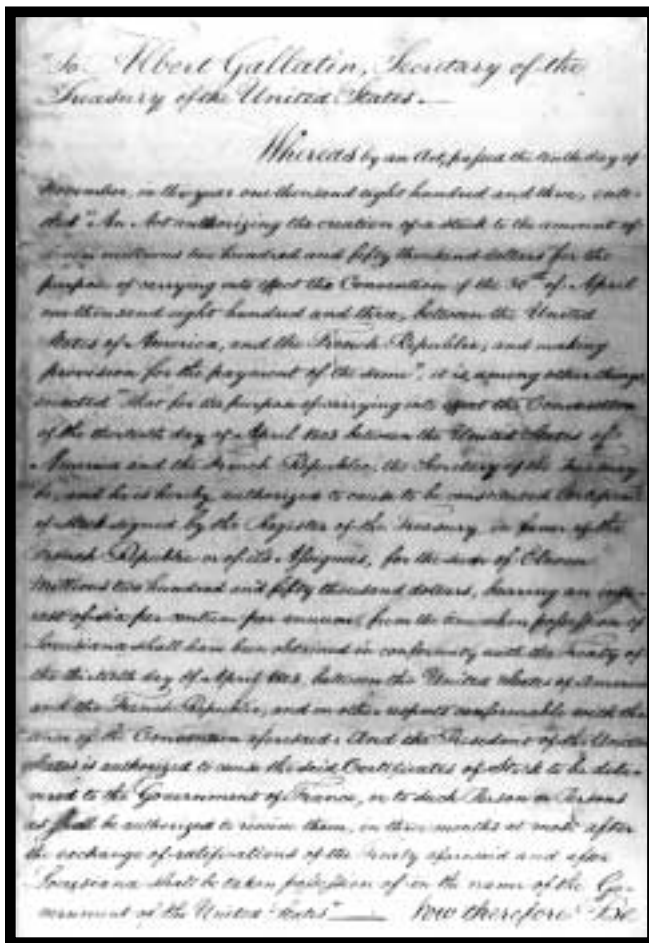 To Albert Gallatin, Secretary of the
Treasury of the United States.—
Whereas by an Act, passed the tenth day of
November, in the year one thousand eight hundred and three, enti-
tled "An Act authorizing the creation of a stock to the amount of
eleven millions two hundred and fifty thousand dollars for the
purpose of carrying into effect the Convention of the 30th of April
one thousand eight hundred and three, between the United
States of America, and the French Republic, and making
provision for the payment of the same", it is, among other things
enacted "that for the purpose of carrying into effect the Convention
of the thirtieth day of April 1803 between the United States of
America and the French Republic, the Secretary of the Treasury
be, and he is hereby, authorized to cause to be constituted Certificates
of stock signed by the Register of the Treasury, in favor of the
French Republic or of its Assignees, for the sum of Eleven
Millions two hundred and fifty thousand dollars, bearing an inte-
rest of six per centum per annum, from the time when possession of
Louisiana shall have been obtained in conformity with the treaty of
the thirtieth day of April 1803, between the United States of America
and the French Republic, and in other respects conformable with the
tenor of the Convention aforesaid: And the President of the United
States is authorized to cause the said Certificates of Stock to be deli-
vered to the Government of France, or to such Person or Persons
as shall be authorized to receive them, in three months at most after
the exchange of ratifications of the treaty aforesaid and after
Louisiana shall be taken possession of in the name of the Go-
vernment of the United States" — Now therefore Be